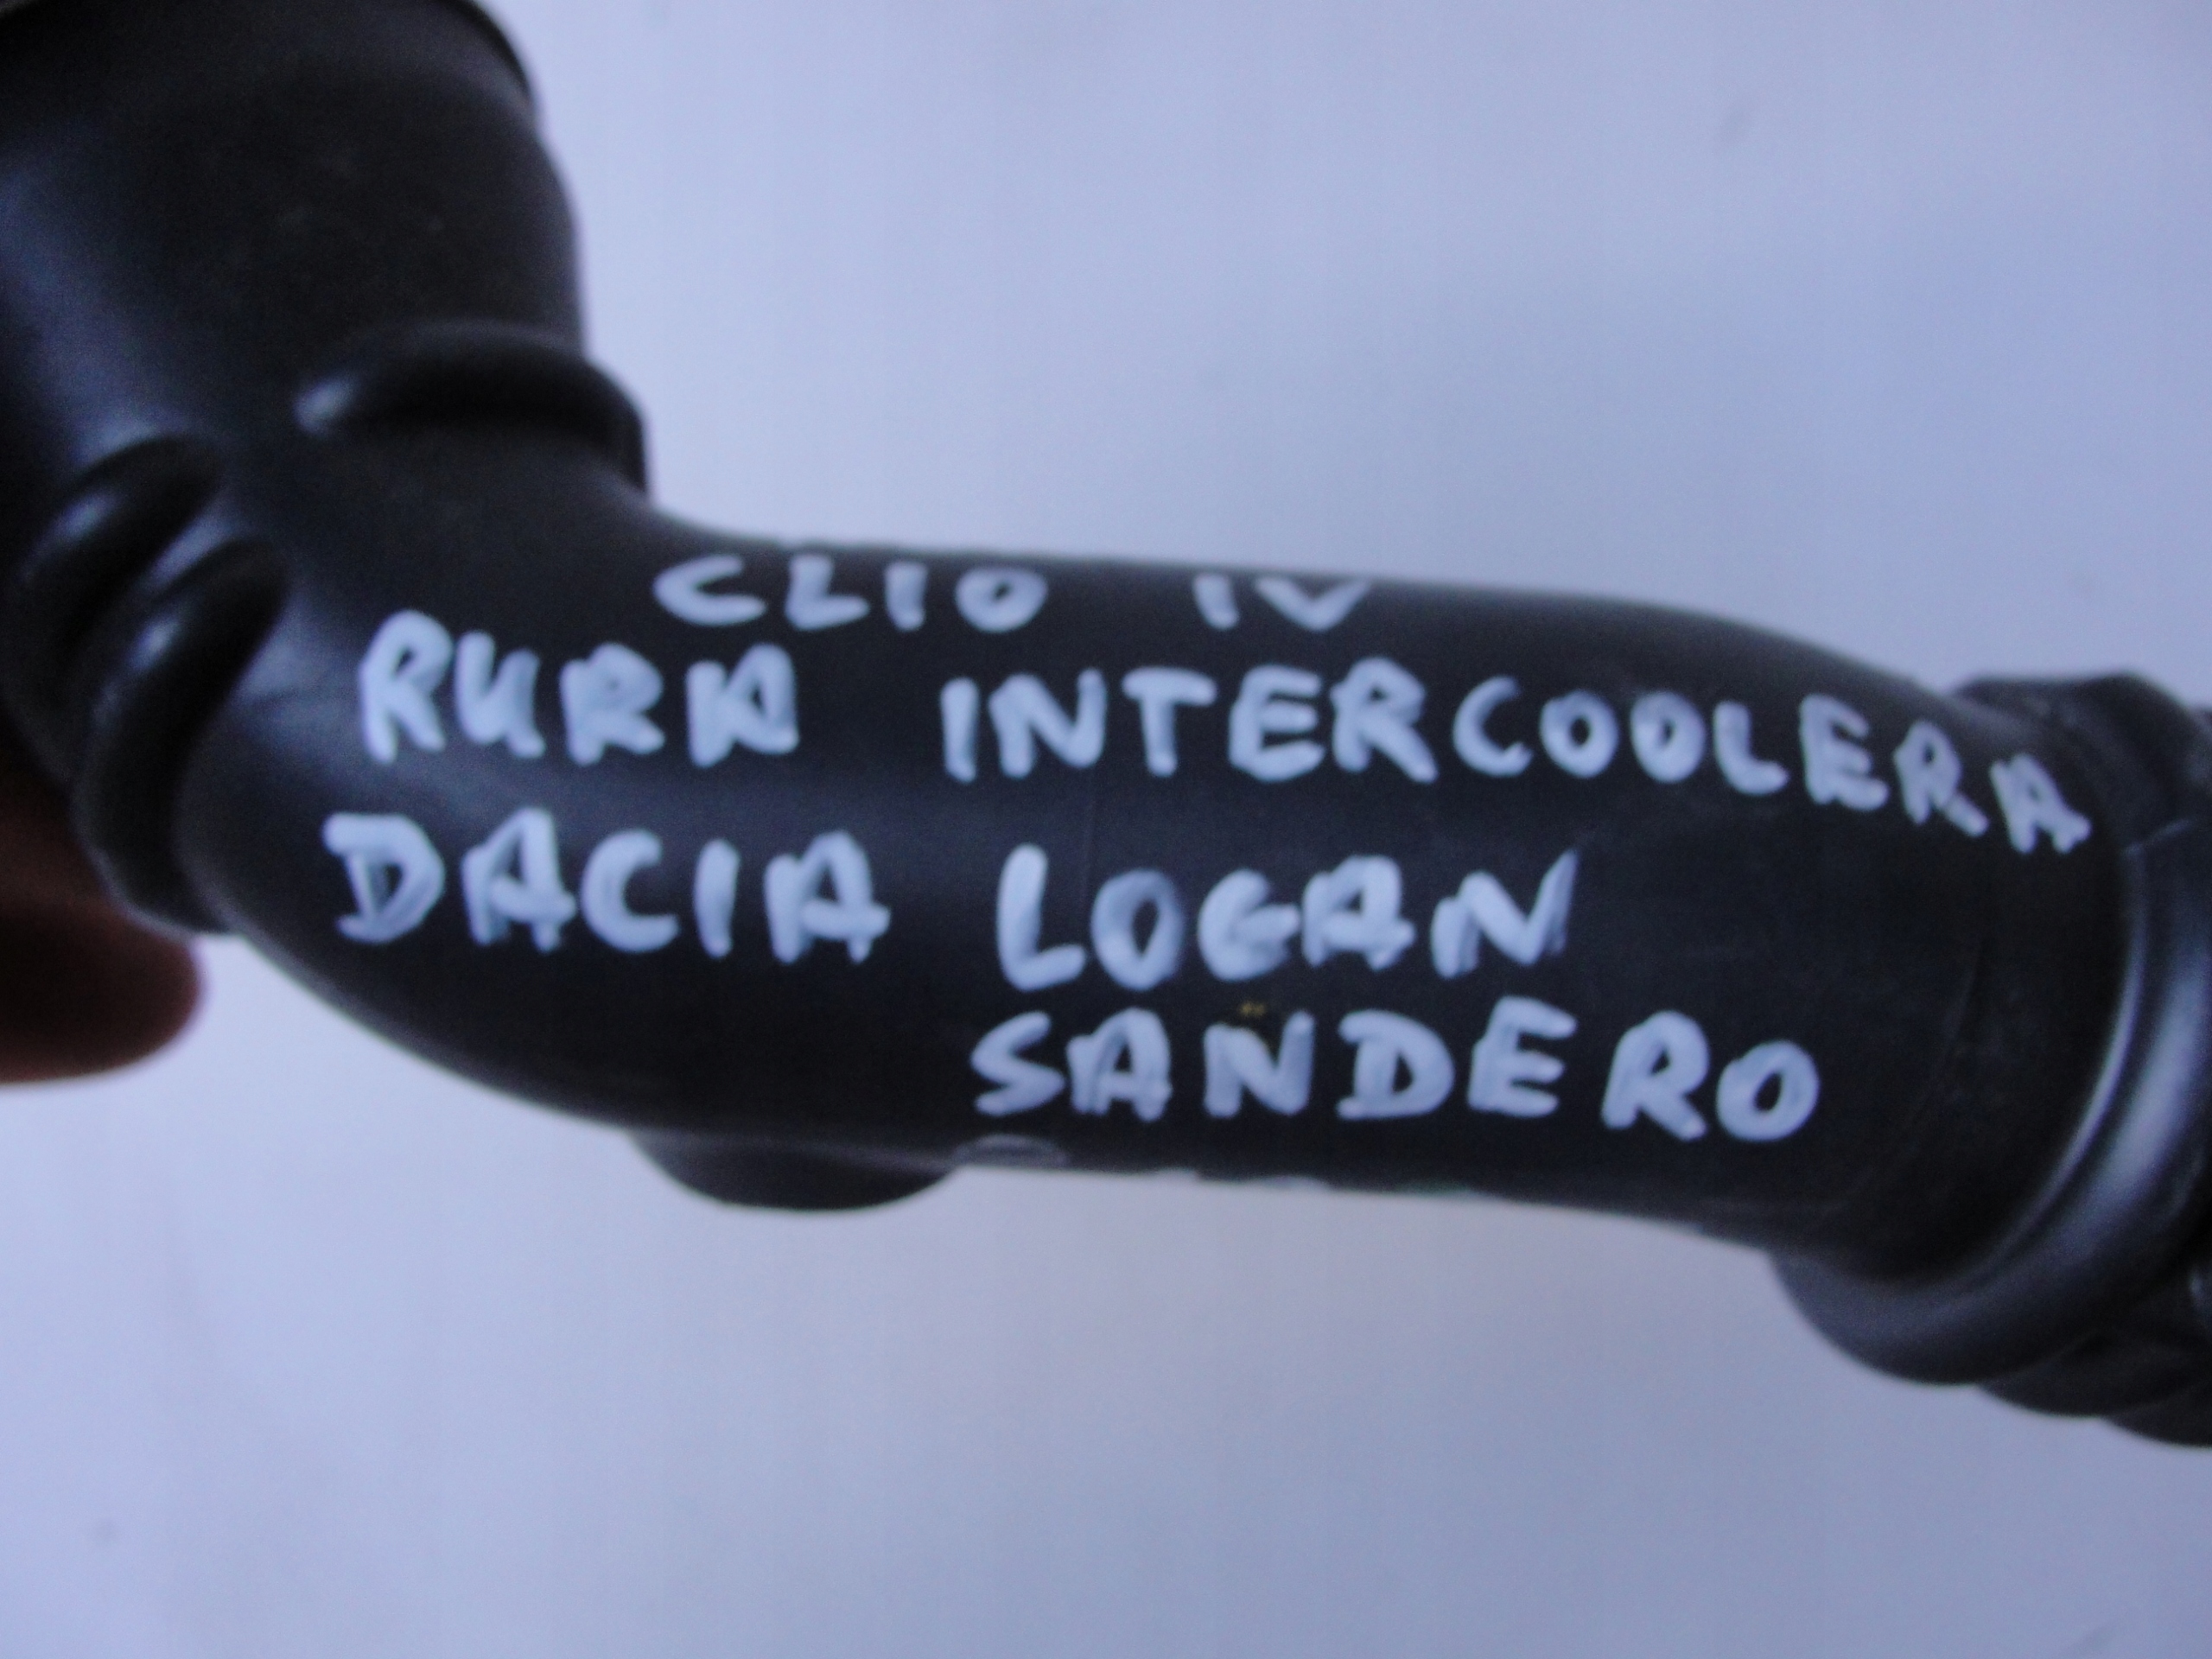 CLIO IV
RURA INTERCOOLERA
DACIA LOGAN
SANDERO